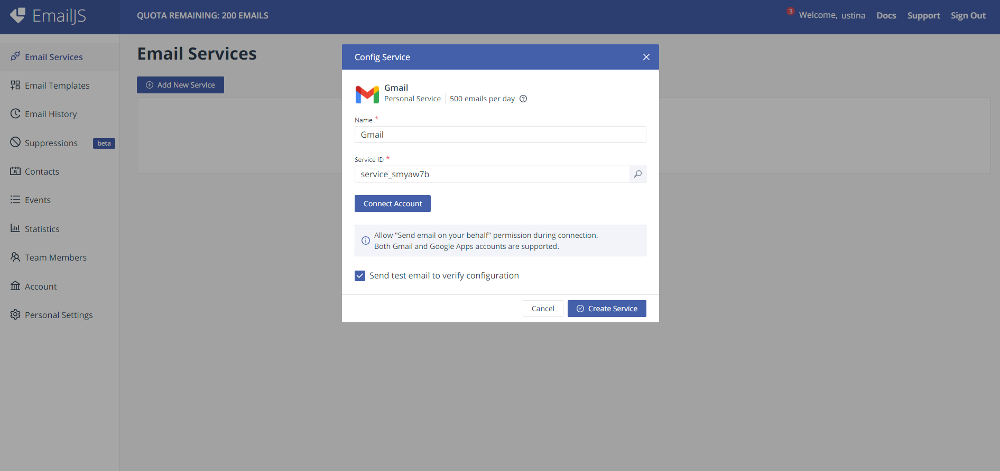 EmailJS
QUOTA REMAINING: 200 EMAILS
3
Welcome, ustina
Docs
Support
Sign Out
Email Services
Email Templates
Email History
Suppressions
beta
Contacts
Events
Statistics
Team Members
Account
Personal Settings
Email Services
Add New Service
Config Service
Gmail
Personal Service
500 emails per day
Name *
Gmail
Service ID *
service_smyaw7b
Connect Account
Allow "Send email on your behalf" permission during connection.
Both Gmail and Google Apps accounts are supported.
Send test email to verify configuration
Cancel
Create Service